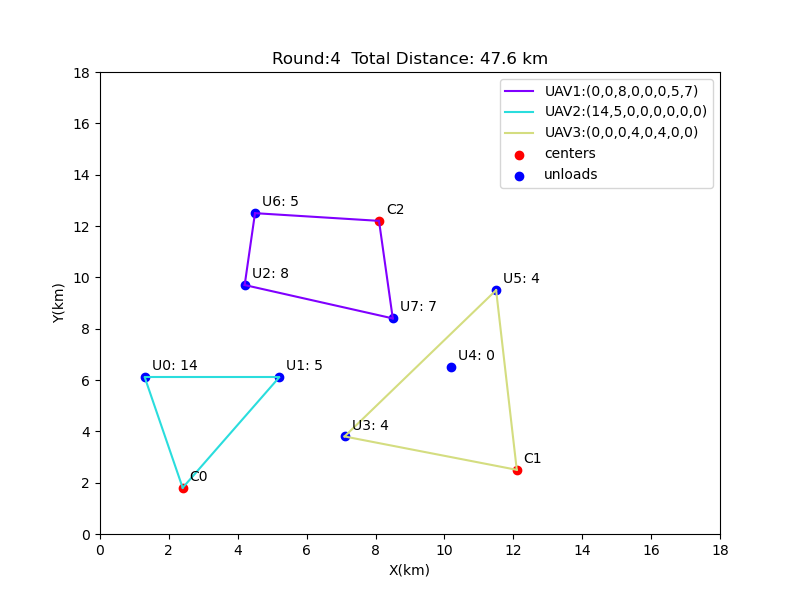 Round:4  Total Distance: 47.6 km
UAV1:(0,0,8,0,0,0,5,7)
UAV2:(14,5,0,0,0,0,0,0)
UAV3:(0,0,0,4,0,4,0,0)
centers
unloads
U6: 5
C2
U2: 8
U5: 4
U7: 7
U4: 0
U0: 14
U1: 5
U3: 4
C1
C0
Y(km)
18
16
14
12
10
8
6
4
2
0
0 2 4 6 8 10 12 14 16 18
X(km)